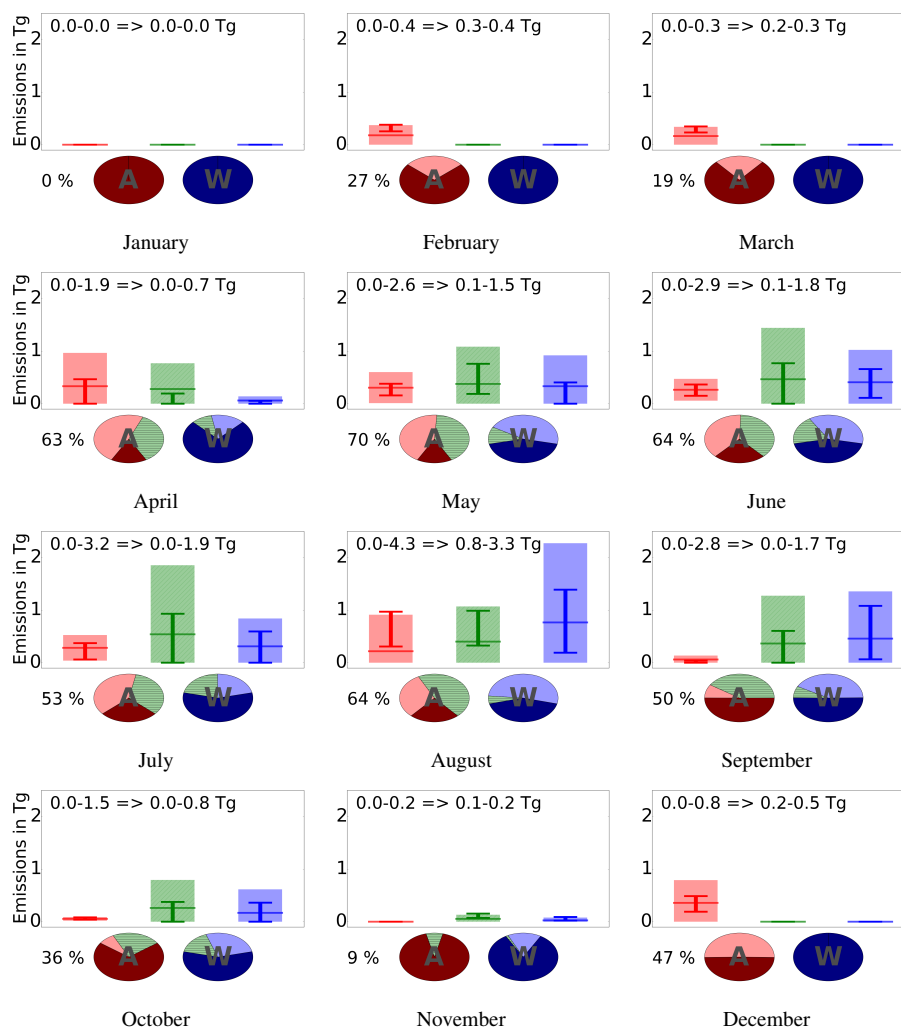 0.0-0.0 => 0.0-0.0 Tg
0.0-0.4 => 0.3-0.4 Tg
0.0-0.3 => 0.2-0.3 Tg
Emissions in Tg
2
1
0
2
1
0
2
1
0
0 %
A
W
27 %
A
W
19 %
A
W
January
February
March
0.0-1.9 => 0.0-0.7 Tg
0.0-2.6 => 0.1-1.5 Tg
0.0-2.9 => 0.1-1.8 Tg
Emissions in Tg
2
1
0
2
1
0
2
1
0
63 %
A
W
70 %
A
W
64 %
A
W
April
May
June
0.0-3.2 => 0.0-1.9 Tg
0.0-4.3 => 0.8-3.3 Tg
0.0-2.8 => 0.0-1.7 Tg
Emissions in Tg
2
1
0
2
1
0
2
1
0
53 %
A
W
64 %
A
W
50 %
A
W
July
August
September
0.0-1.5 => 0.0-0.8 Tg
0.0-0.2 => 0.1-0.2 Tg
0.0-0.8 => 0.2-0.5 Tg
Emissions in Tg
2
1
0
2
1
0
2
1
0
36 %
A
W
9 %
A
W
47 %
A
W
October
November
December